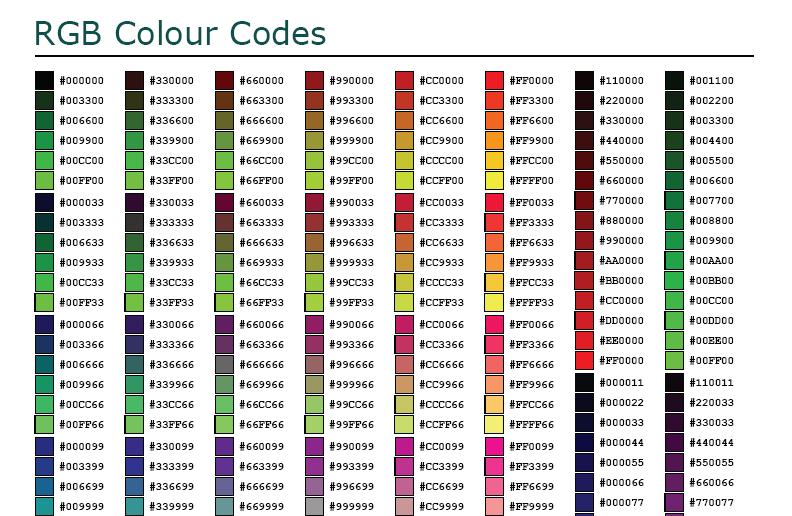 RGB Colour Codes
#000000 #330000 #660000 #990000 #CC0000 #FF0000 #110000 #001100
#003300 #333300 #663300 #993300 #CC3300 #FF3300 #220000 #002200
#006600 #336600 #666600 #996600 #CC6600 #FF6600 #330000 #003300
#009900 #339900 #669900 #999900 #CC9900 #FF9900 #440000 #004400
#00CC00 #33CC00 #66CC00 #99CC00 #CCCC00 #FFCC00 #550000 #005500
#00FF00 #33FF00 #66FF00 #99FF00 #CCFF00 #FFFF00 #660000 #006600
#000033 #330033 #660033 #990033 #CC0033 #FF0033 #770000 #007700
#003333 #333333 #663333 #993333 #CC3333 #FF3333 #880000 #008800
#006633 #336633 #666633 #996633 #CC6633 #FF6633 #990000 #009900
#009933 #339933 #669933 #999933 #CC9933 #FF9933 #AA0000 #00AA00
#00CC33 #33CC33 #66CC33 #99CC33 #CCCC33 #FFCC33 #BB0000 #00BB00
#00FF33 #33FF33 #66FF33 #99FF33 #CCFF33 #FFFF33 #CC0000 #00CC00
#000066 #330066 #660066 #990066 #CC0066 #FF0066 #DD0000 #00DD00
#003366 #333366 #663366 #993366 #CC3366 #FF3366 #EE0000 #00EE00
#006666 #336666 #666666 #996666 #CC6666 #FF6666 #FF0000 #00FF00
#009966 #339966 #669966 #999966 #CC9966 #FF9966 #000011 #110011
#00CC66 #33CC66 #66CC66 #99CC66 #CCCC66 #FFCC66 #000022 #220033
#00FF66 #33FF66 #66FF66 #99FF66 #CCFF66 #FFFF66 #000033 #330033
#000099 #330099 #660099 #990099 #CC0099 #FF0099 #000044 #440044
#003399 #333399 #663399 #993399 #CC3399 #FF3399 #000055 #550055
#006699 #336699 #666699 #996699 #CC6699 #FF6699 #000066 #660066
#009999 #339999 #669999 #999999 #CC9999 #FF9999 #000077 #770077